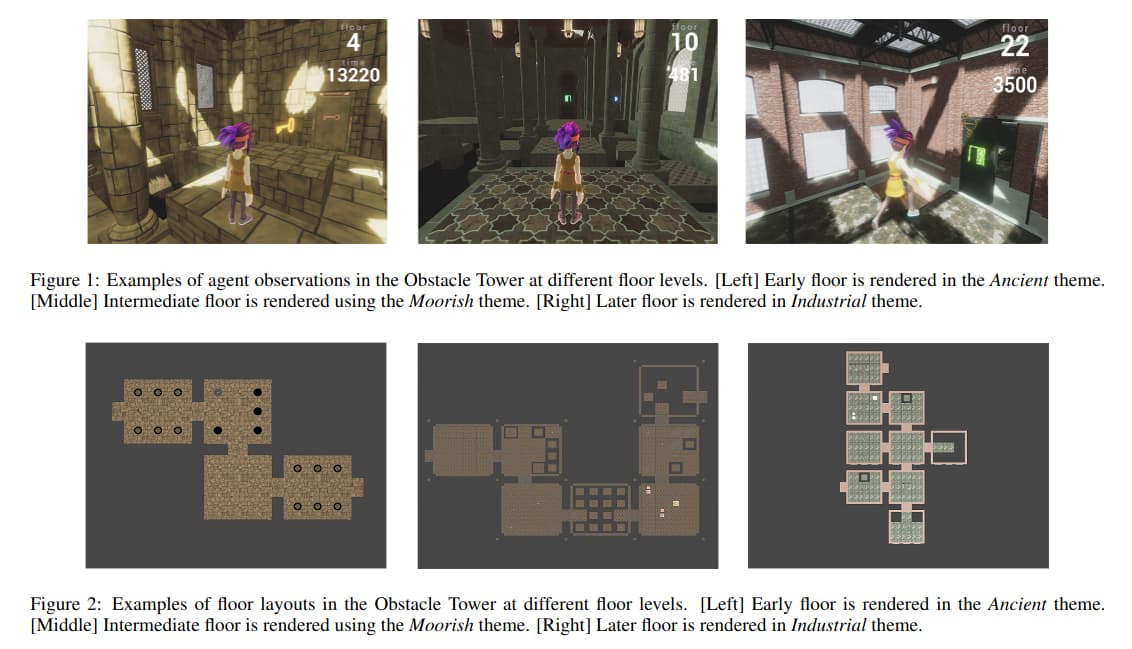 floor
4
time
13220
floor
10
481
floor
22
time
3500
Figure 1: Examples of agent observations in the Obstacle Tower at different floor levels. [Left] Early floor is rendered in the Ancient theme.
[Middle] Intermediate floor is rendered using the Moorish theme. [Right] Later floor is rendered in Industrial theme.
Figure 2: Examples of floor layouts in the Obstacle Tower at different floor levels. [Left] Early floor is rendered in the Ancient theme.
[Middle] Intermediate floor is rendered using the Moorish theme. [Right] Later floor is rendered in Industrial theme.